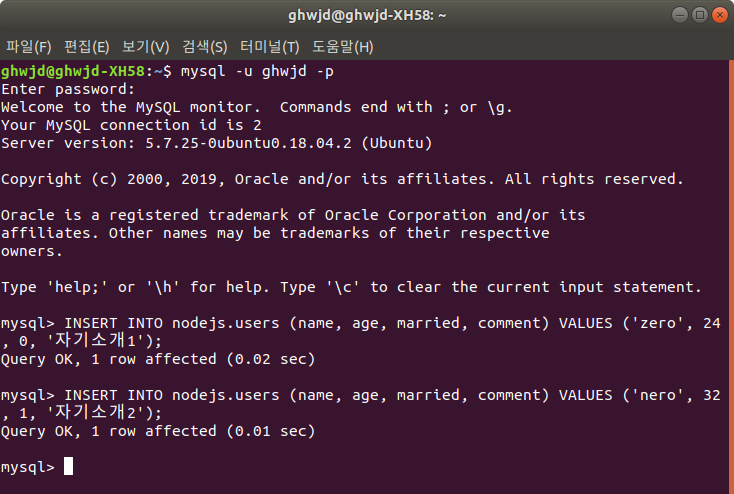 ghwjd@ghwjd-XH58: ~
파일(F) 편집(E) 보기(V) 검색(S) 터미널(T) 도움말(H)
ghwjd@ghwjd-XH58:~$ mysql -u ghwjd -p
Enter password:
Welcome to the MySQL monitor.  Commands end with ; or \g.
Your MySQL connection id is 2
Server version: 5.7.25-0ubuntu0.18.04.2 (Ubuntu)

Copyright (c) 2000, 2019, Oracle and/or its affiliates. All rights reserved.

Oracle is a registered trademark of Oracle Corporation and/or its
affiliates. Other names may be trademarks of their respective
owners.

Type 'help;' or '\h' for help. Type '\c' to clear the current input statement.

mysql> INSERT INTO nodejs.users (name, age, married, comment) VALUES ('zero', 24
, 0, '자기소개1');
Query OK, 1 row affected (0.02 sec)

mysql> INSERT INTO nodejs.users (name, age, married, comment) VALUES ('nero', 32
, 1, '자기소개2');
Query OK, 1 row affected (0.01 sec)

mysql>